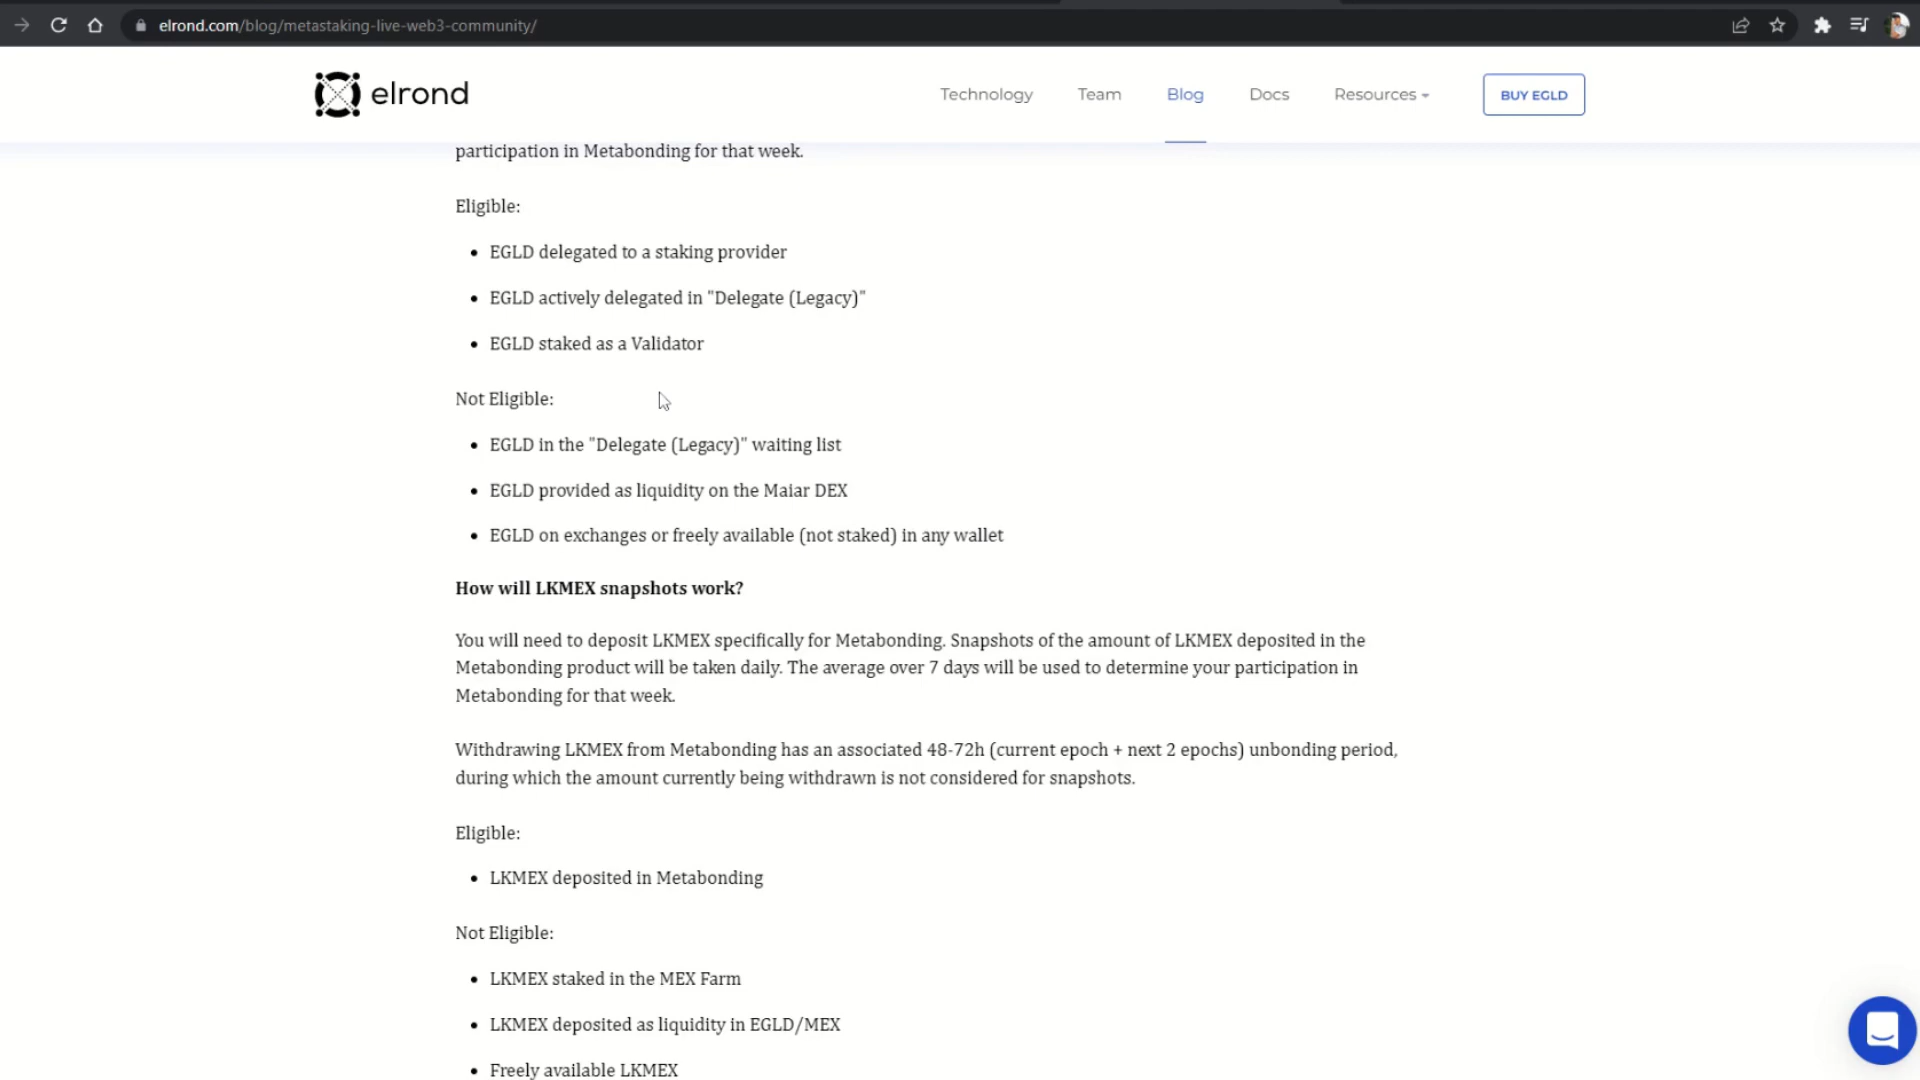 elrond.com/blog/metastaking-live-web3-community/
elrond
Technology
Team
Blog
Docs
Resources
BUY EGLD
participation in Metabonding for that week.
Eligible:
• EGLD delegated to a staking provider
• EGLD actively delegated in "Delegate (Legacy)"
• EGLD staked as a Validator
Not Eligible:
• EGLD in the "Delegate (Legacy)" waiting list
• EGLD provided as liquidity on the Maiar DEX
• EGLD on exchanges or freely available (not staked) in any wallet
How will LKMEX snapshots work?
You will need to deposit LKMEX specifically for Metabonding. Snapshots of the amount of LKMEX deposited in the
Metabonding product will be taken daily. The average over 7 days will be used to determine your participation in
Metabonding for that week.
Withdrawing LKMEX from Metabonding has an associated 48-72h (current epoch + next 2 epochs) unbonding period,
during which the amount currently being withdrawn is not considered for snapshots.
Eligible:
• LKMEX deposited in Metabonding
Not Eligible:
• LKMEX staked in the MEX Farm
• LKMEX deposited as liquidity in EGLD/MEX
• Freely available LKMEX